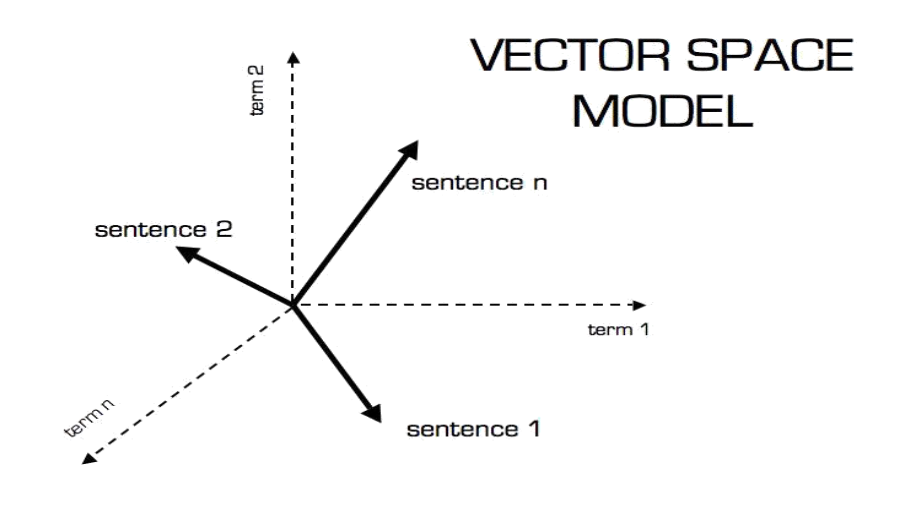 VECTOR SPACE
MODEL
term 2
sentence n
sentence 2
term 1
term n
sentence 1